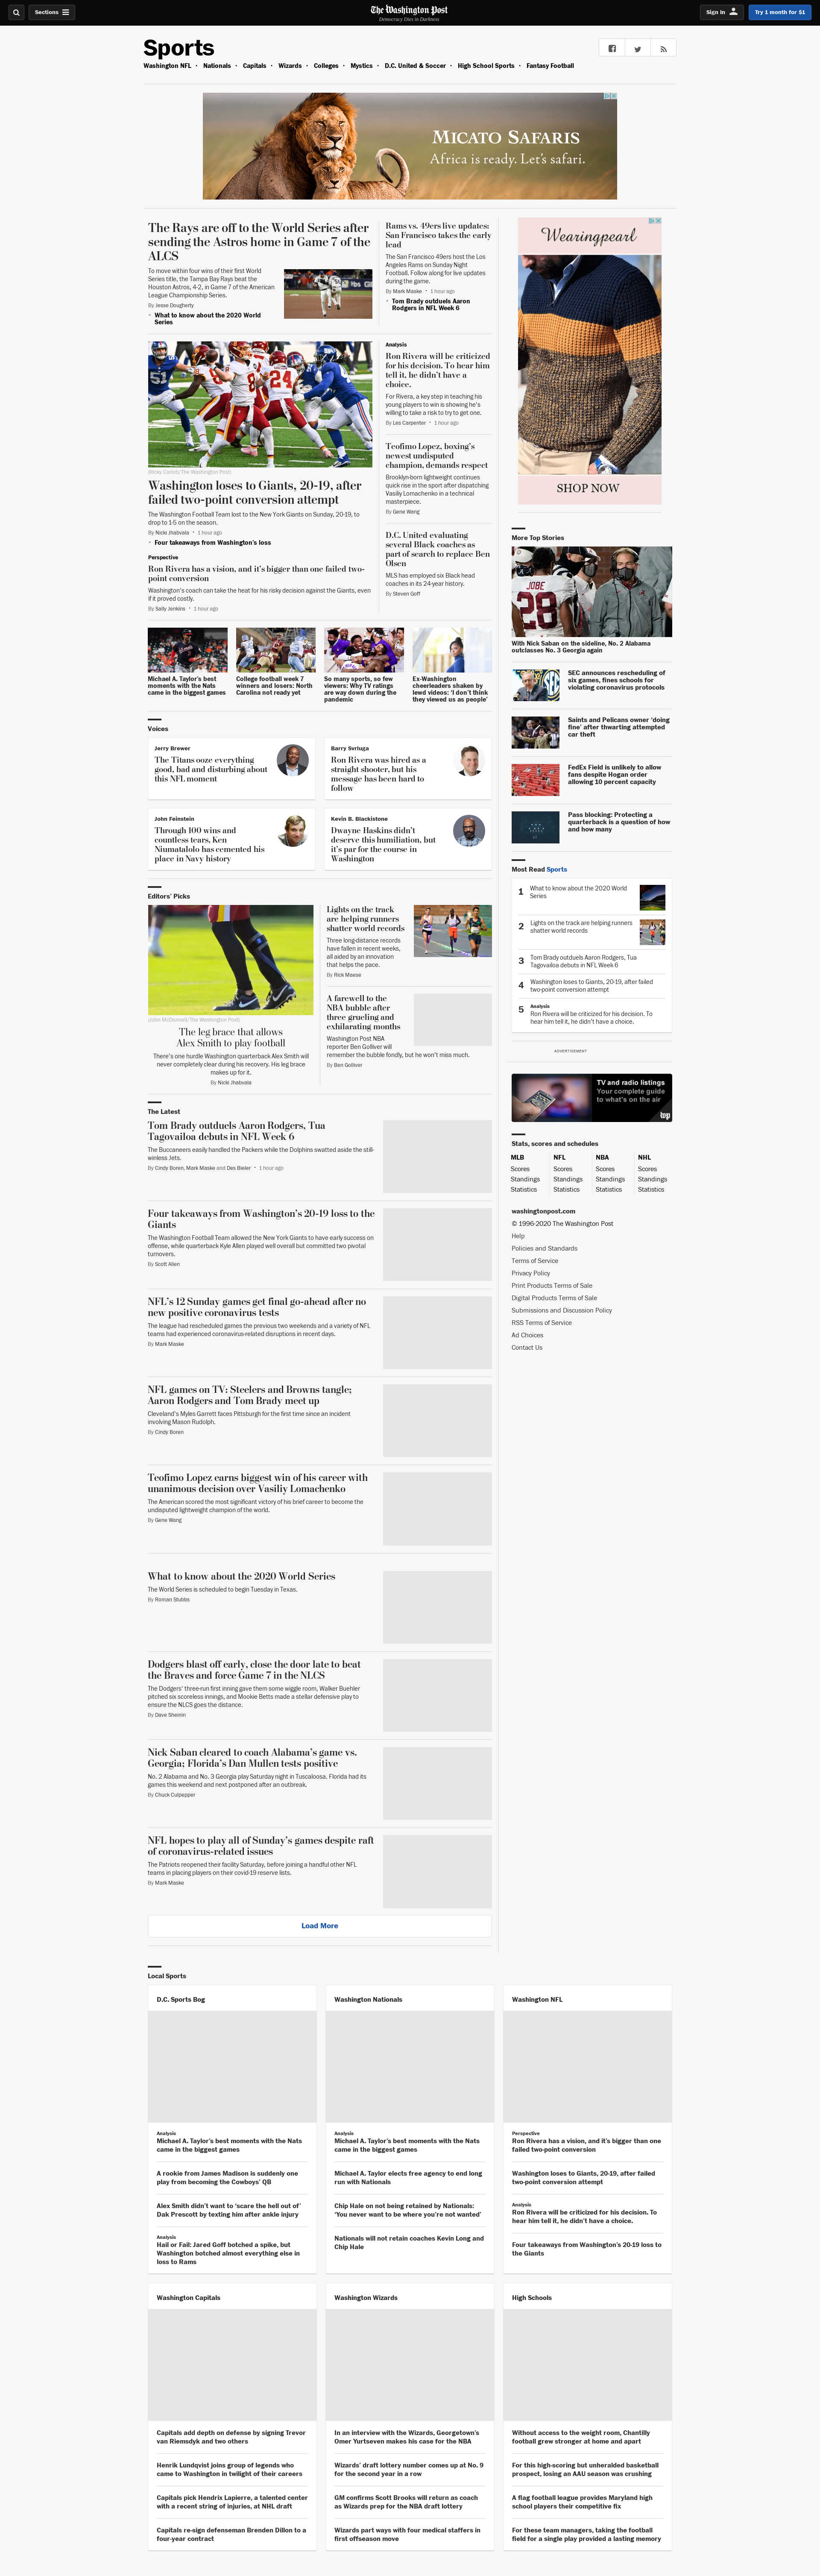 Sections
The Washington Post
Democracy Dies in Darkness
Sign In
Try 1 month for $1
Sports
Washington NFL • Nationals • Capitals • Wizards • Colleges • Mystics • D.C. United & Soccer • High School Sports • Fantasy Football
MICATO SAFARIS
Africa is ready. Let's safari.
The Rays are off to the World Series after
sending the Astros home in Game 7 of the
ALCS
To move within four wins of their first World
Series title, the Tampa Bay Rays beat the
Houston Astros, 4-2, in Game 7 of the American
League Championship Series.
By Jesse Dougherty
• What to know about the 2020 World
Series
Rams vs. 49ers live updates:
San Francisco takes the early
lead
The San Francisco 49ers host the Los
Angeles Rams on Sunday Night
Football. Follow along for live updates
during the game.
By Mark Maske • 1 hour ago
• Tom Brady outduels Aaron
Rodgers in NFL Week 6
(Ricky Carioti/The Washington Post)
Washington loses to Giants, 20-19, after
failed two-point conversion attempt
The Washington Football Team lost to the New York Giants on Sunday, 20-19, to
drop to 1-5 on the season.
By Nicki Jhabvala • 1 hour ago
• Four takeaways from Washington's loss
Perspective
Ron Rivera has a vision, and it's bigger than one failed two-
point conversion
Washington's coach can take the heat for his risky decision against the Giants, even
if it proved costly.
By Sally Jenkins • 1 hour ago
Analysis
Ron Rivera will be criticized
for his decision. To hear him
tell it, he didn't have a
choice.
For Rivera, a key step in teaching his
young players to win is showing he's
willing to take a risk to try to get one.
By Les Carpenter • 1 hour ago
Teofimo Lopez, boxing's
newest undisputed
champion, demands respect
Brooklyn-born lightweight continues
quick rise in the sport after dispatching
Vasiliy Lomachenko in a technical
masterpiece.
By Gene Wang
D.C. United evaluating
several Black coaches as
part of search to replace Ben
Olsen
MLS has employed six Black head
coaches in its 24-year history.
By Steven Goff
Michael A. Taylor's best
moments with the Nats
came in the biggest games
College football week 7
winners and losers: North
Carolina not ready yet
So many sports, so few
viewers: Why TV ratings
are way down during the
pandemic
Ex-Washington
cheerleaders shaken by
lewd videos: 'I don't think
they viewed us as people'
Voices
Jerry Brewer
The Titans ooze everything
good, bad and disturbing about
this NFL moment
Barry Svrluga
Ron Rivera was hired as a
straight shooter, but his
message has been hard to
follow
John Feinstein
Through 100 wins and
countless tears, Ken
Niumatalolo has cemented his
place in Navy history
Kevin B. Blackistone
Dwayne Haskins didn't
deserve this humiliation, but
it's par for the course in
Washington
Editors' Picks
(John McDonnell/The Washington Post)
The leg brace that allows
Alex Smith to play football
There's one hurdle Washington quarterback Alex Smith will
never completely clear during his recovery. His leg brace
makes up for it.
By Nicki Jhabvala
Lights on the track
are helping runners
shatter world records
Three long-distance records
have fallen in recent weeks,
all aided by an innovation
that helps the pace.
By Rick Maese
A farewell to the
NBA bubble after
three grueling and
exhilarating months
Washington Post NBA
reporter Ben Golliver will
remember the bubble fondly, but he won't miss much.
By Ben Golliver
The Latest
Tom Brady outduels Aaron Rodgers, Tua
Tagovailoa debuts in NFL Week 6
The Buccaneers easily handled the Packers while the Dolphins swatted aside the still-
winless Jets.
By Cindy Boren, Mark Maske and Des Bieler • 1 hour ago
Four takeaways from Washington's 20-19 loss to the
Giants
The Washington Football Team allowed the New York Giants to have early success on
offense, while quarterback Kyle Allen played well overall but committed two pivotal
turnovers.
By Scott Allen
NFL's 12 Sunday games get final go-ahead after no
new positive coronavirus tests
The league had rescheduled games the previous two weekends and a variety of NFL
teams had experienced coronavirus-related disruptions in recent days.
By Mark Maske
NFL games on TV: Steelers and Browns tangle;
Aaron Rodgers and Tom Brady meet up
Cleveland's Myles Garrett faces Pittsburgh for the first time since an incident
involving Mason Rudolph.
By Cindy Boren
Teofimo Lopez earns biggest win of his career with
unanimous decision over Vasiliy Lomachenko
The American scored the most significant victory of his brief career to become the
undisputed lightweight champion of the world.
By Gene Wang
What to know about the 2020 World Series
The World Series is scheduled to begin Tuesday in Texas.
By Roman Stubbs
Dodgers blast off early, close the door late to beat
the Braves and force Game 7 in the NLCS
The Dodgers' three-run first inning gave them some wiggle room, Walker Buehler
pitched six scoreless innings, and Mookie Betts made a stellar defensive play to
ensure the NLCS goes the distance.
By Dave Sheinin
Nick Saban cleared to coach Alabama's game vs.
Georgia; Florida's Dan Mullen tests positive
No. 2 Alabama and No. 3 Georgia play Saturday night in Tuscaloosa. Florida had its
games this weekend and next postponed after an outbreak.
By Chuck Culpepper
NFL hopes to play all of Sunday's games despite raft
of coronavirus-related issues
The Patriots reopened their facility Saturday, before joining a handful other NFL
teams in placing players on their covid-19 reserve lists.
By Mark Maske
Load More
Wearingpearl
SHOP NOW
More Top Stories
JOBE
28
With Nick Saban on the sideline, No. 2 Alabama
outclasses No. 3 Georgia again
SEC announces rescheduling of
six games, fines schools for
violating coronavirus protocols
Saints and Pelicans owner 'doing
fine' after thwarting attempted
car theft
FedEx Field is unlikely to allow
fans despite Hogan order
allowing 10 percent capacity
Pass blocking: Protecting a
quarterback is a question of how
and how many
Most Read Sports
1 What to know about the 2020 World
Series
2 Lights on the track are helping runners
shatter world records
3 Tom Brady outduels Aaron Rodgers, Tua
Tagovailoa debuts in NFL Week 6
4 Washington loses to Giants, 20-19, after failed
two-point conversion attempt
5 Analysis
Ron Rivera will be criticized for his decision. To
hear him tell it, he didn't have a choice.
ADVERTISEMENT
TV and radio listings
Your complete guide
to what's on the air
top
Stats, scores and schedules
MLB NFL NBA NHL
Scores Scores Scores Scores
Standings Standings Standings Standings
Statistics Statistics Statistics Statistics
washingtonpost.com
© 1996-2020 The Washington Post
Help
Policies and Standards
Terms of Service
Privacy Policy
Print Products Terms of Sale
Digital Products Terms of Sale
Submissions and Discussion Policy
RSS Terms of Service
Ad Choices
Contact Us
Local Sports
D.C. Sports Bog
Analysis
Michael A. Taylor's best moments with the Nats
came in the biggest games
A rookie from James Madison is suddenly one
play from becoming the Cowboys' QB
Alex Smith didn't want to 'scare the hell out of'
Dak Prescott by texting him after ankle injury
Analysis
Hail or Fail: Jared Goff botched a spike, but
Washington botched almost everything else in
loss to Rams
Washington Nationals
Analysis
Michael A. Taylor's best moments with the Nats
came in the biggest games
Michael A. Taylor elects free agency to end long
run with Nationals
Chip Hale on not being retained by Nationals:
'You never want to be where you're not wanted'
Nationals will not retain coaches Kevin Long and
Chip Hale
Washington NFL
Perspective
Ron Rivera has a vision, and it's bigger than one
failed two-point conversion
Washington loses to Giants, 20-19, after failed
two-point conversion attempt
Analysis
Ron Rivera will be criticized for his decision. To
hear him tell it, he didn't have a choice.
Four takeaways from Washington's 20-19 loss to
the Giants
Washington Capitals
Capitals add depth on defense by signing Trevor
van Riemsdyk and two others
Henrik Lundqvist joins group of legends who
came to Washington in twilight of their careers
Capitals pick Hendrix Lapierre, a talented center
with a recent string of injuries, at NHL draft
Capitals re-sign defenseman Brenden Dillon to a
four-year contract
Washington Wizards
In an interview with the Wizards, Georgetown's
Omer Yurtseven makes his case for the NBA
Wizards' draft lottery number comes up at No. 9
for the second year in a row
GM confirms Scott Brooks will return as coach
as Wizards prep for the NBA draft lottery
Wizards part ways with four medical staffers in
first offseason move
High Schools
Without access to the weight room, Chantilly
football grew stronger at home and apart
For this high-scoring but unheralded basketball
prospect, losing an AAU season was crushing
A flag football league provides Maryland high
school players their competitive fix
For these team managers, taking the football
field for a single play provided a lasting memory